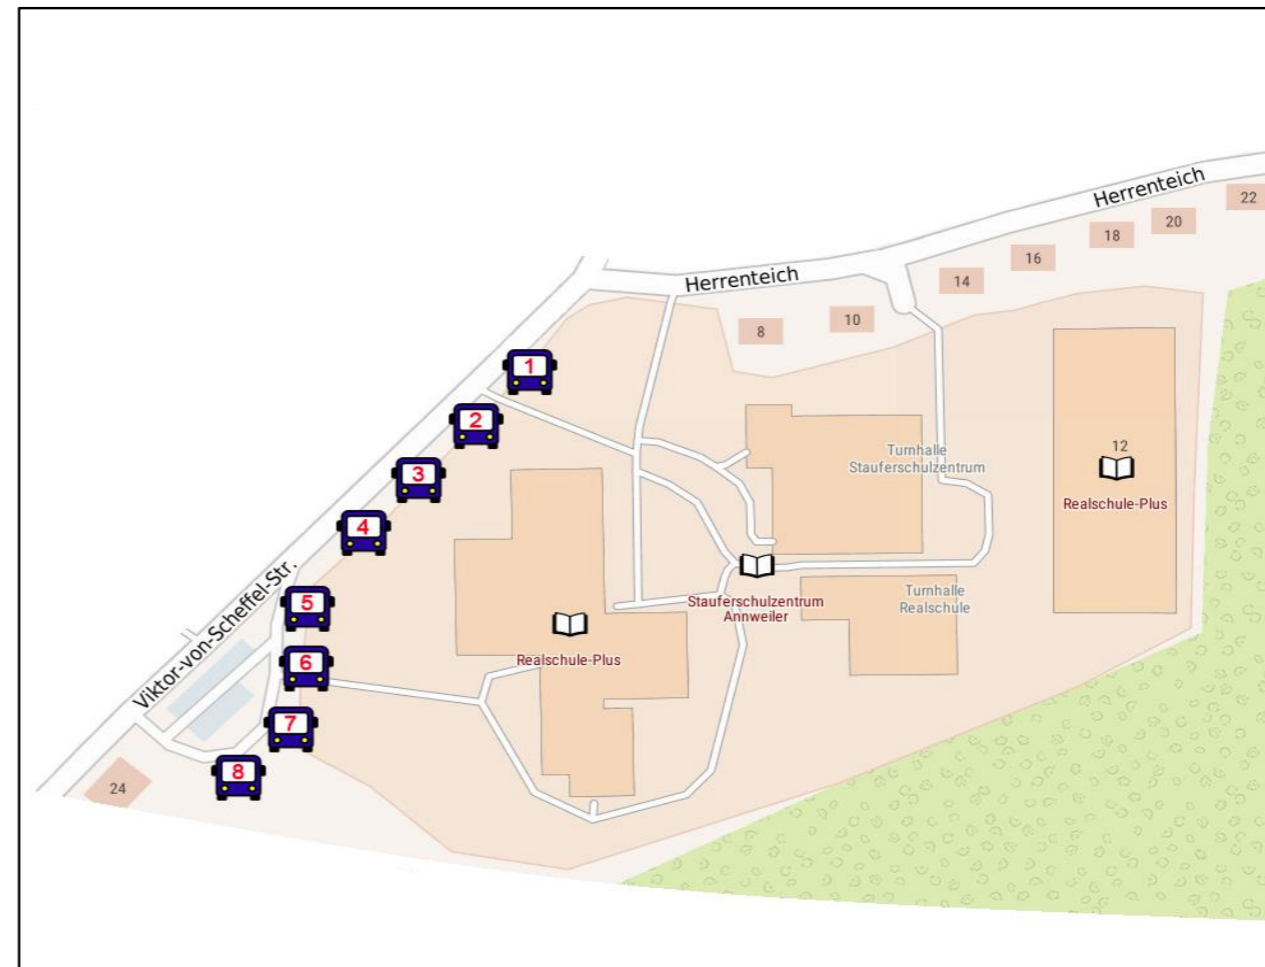 Herrenteich
22
20
18
16
14
Herrenteich
10
8
1
2
3
4
5
6
7
8
Viktor-von-Scheffel-Str.
24
Turnhalle
Stauferschulzentrum
12
Realschule-Plus
Stauferschulzentrum
Annweiler
Turnhalle
Realschule
Realschule-Plus